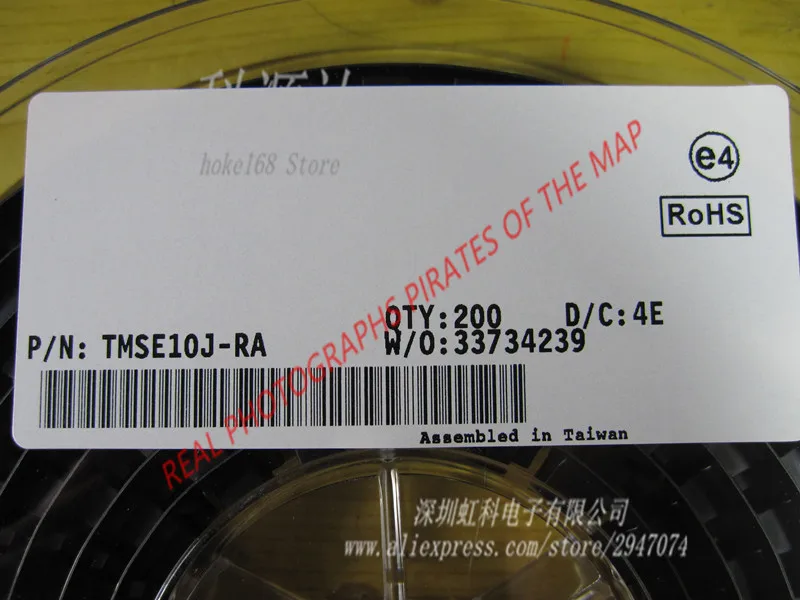 hoke168 Store
e4
RoHS
REAL PHOTOGRAPHS PIRATES OF THE MAP
QTY:200 D/C:4E
P/N: TMSE10J-RA W/O:33734239
Assembled in Taiwan
深圳虹科电子有限公司
www.aliexpress.com/store/2947074